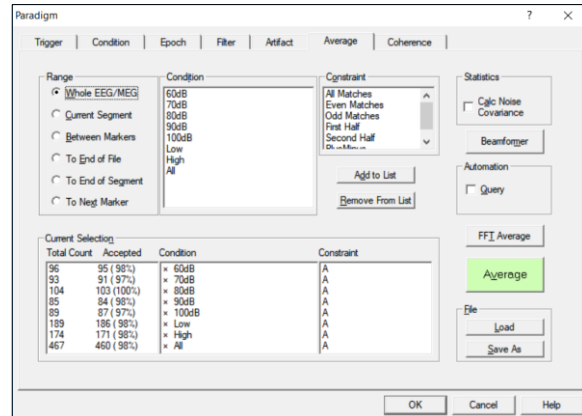 Paradigm ? ×
Trigger Condition Epoch Filter Artifact Average Coherence
Range
Whole EEG/MEG
Current Segment
Between Markers
To End of File
To End of Segment
To Next Marker
Condition
60dB
70dB
80dB
90dB
100dB
Low
High
All
Constraint
All Matches
Even Matches
Odd Matches
First Half
Second Half
PlusMinus
Add to List
Remove From List
Statistics
Calc Noise
Covariance
Beamformer
Automation
Query
FFT Average
Average
File
Load
Save As
Current Selection
Total Count Accepted Condition Constraint
96 95 ( 98%) × 60dB A
93 91 ( 97%) × 70dB A
104 103 (100%) × 80dB A
85 84 ( 98%) × 90dB A
89 87 ( 97%) × 100dB A
189 186 ( 98%) × Low A
174 171 ( 98%) × High A
467 460 ( 98%) × All A
OK Cancel Help